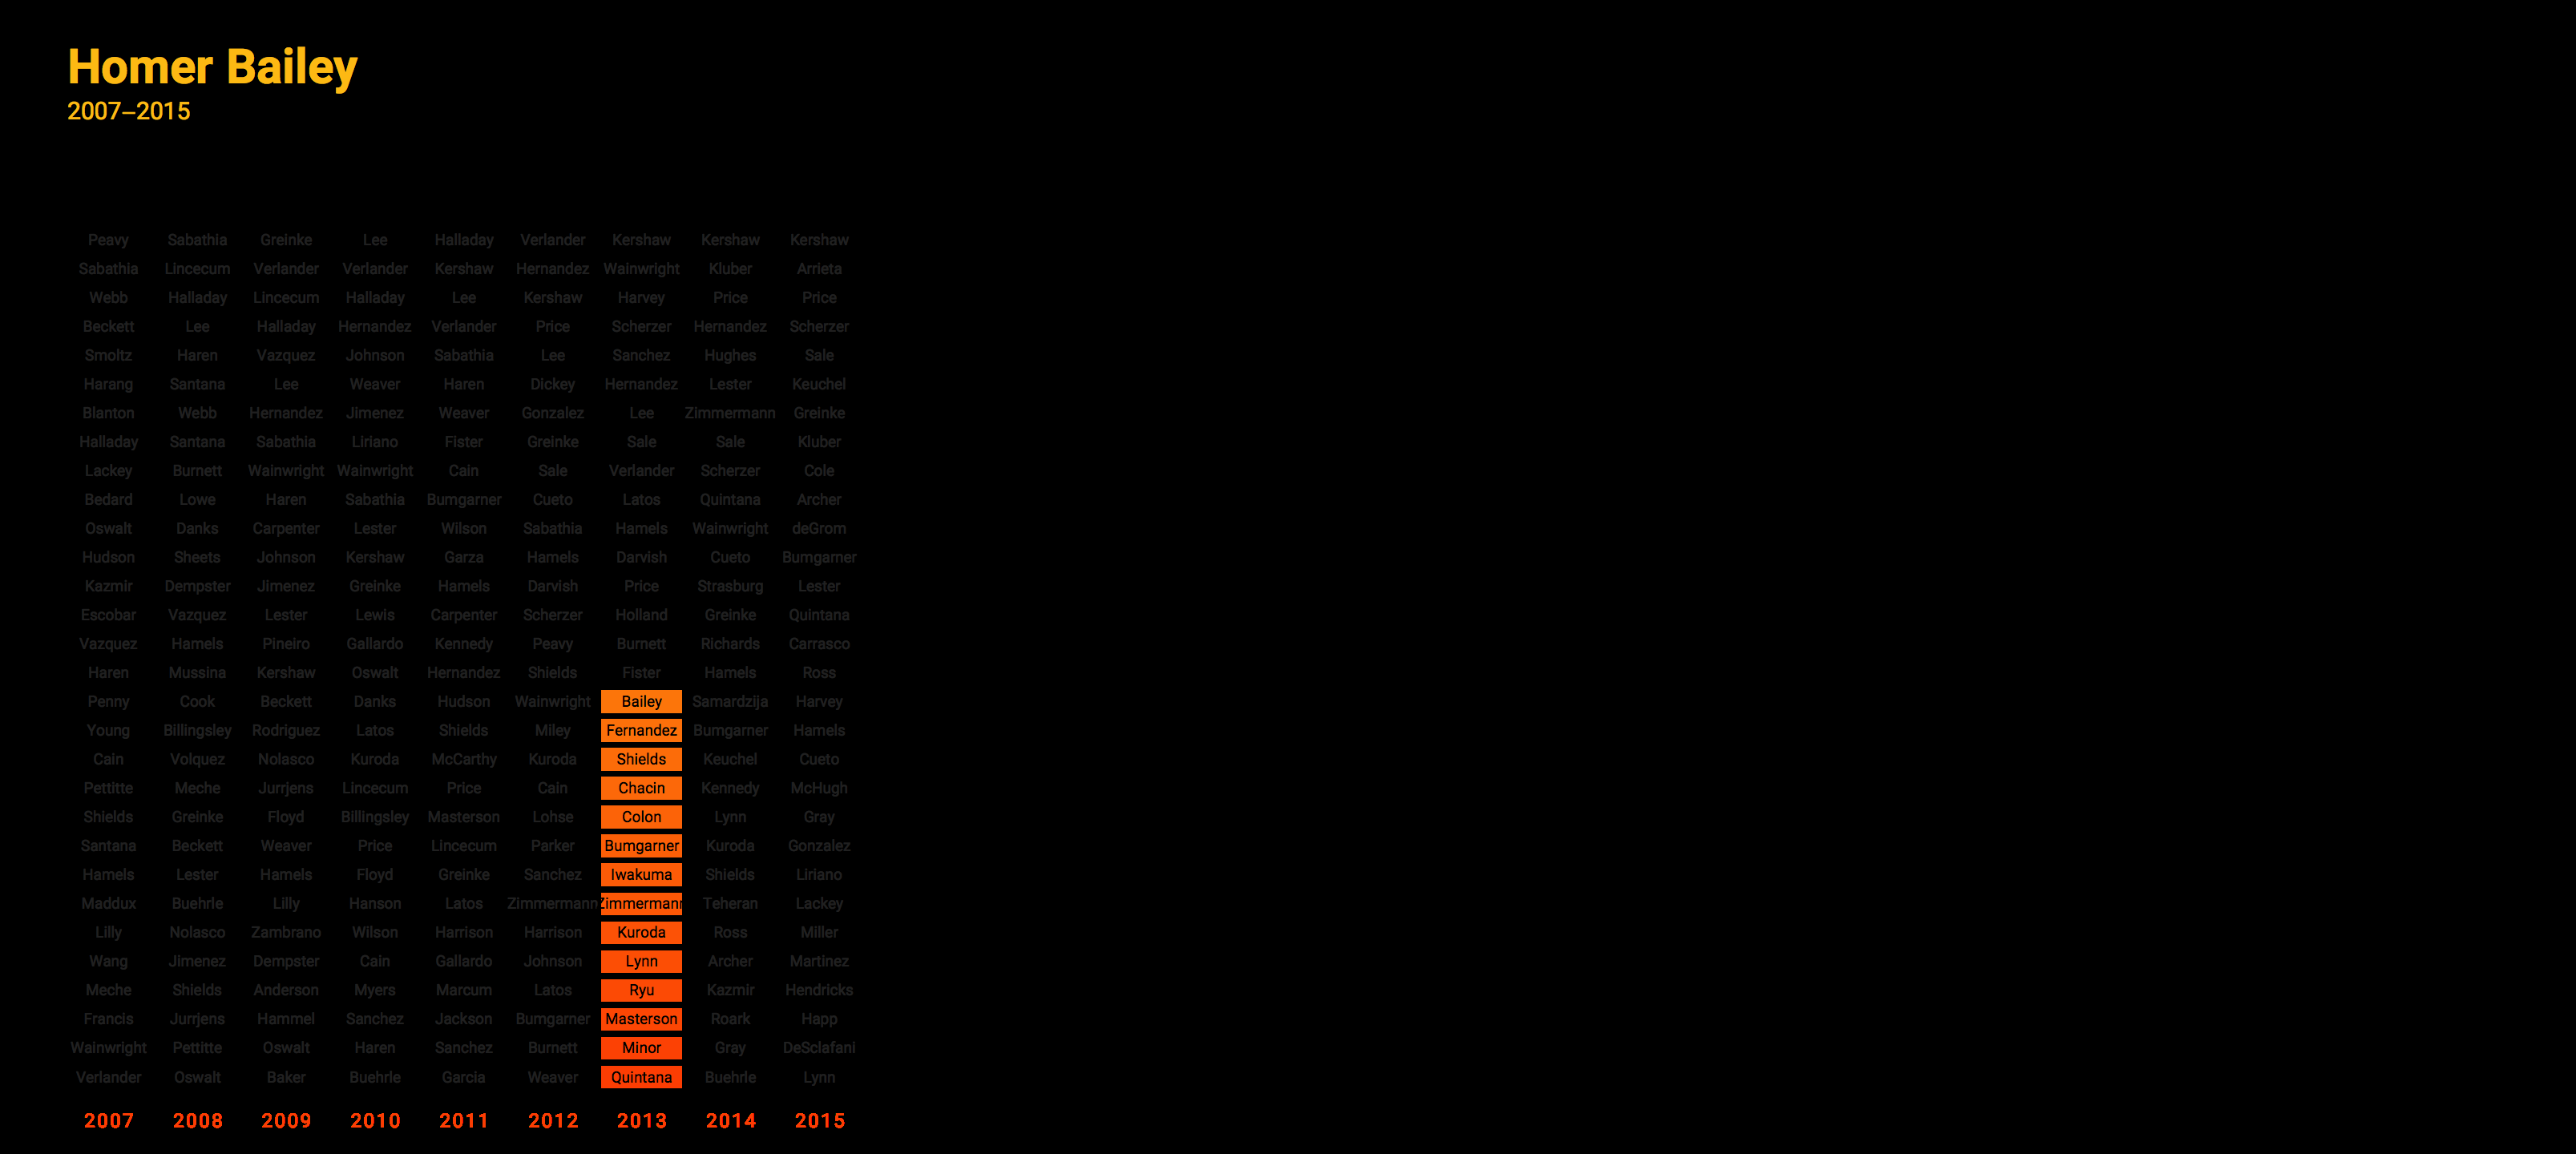 Homer Bailey
2007–2015
Peavy Sabathia Greinke Lee Halladay Verlander Kershaw Kershaw Kershaw
Sabathia Lincecum Verlander Verlander Kershaw Hernandez Wainwright Kluber Arrieta
Webb Halladay Lincecum Halladay Lee Kershaw Harvey Price Price
Beckett Lee Halladay Hernandez Verlander Price Scherzer Hernandez Scherzer
Smoltz Haren Vazquez Johnson Sabathia Lee Sanchez Hughes Sale
Harang Santana Lee Weaver Haren Dickey Hernandez Lester Keuchel
Blanton Webb Hernandez Jimenez Weaver Gonzalez Lee Zimmermann Greinke
Halladay Santana Sabathia Liriano Fister Greinke Sale Sale Kluber
Lackey Burnett Wainwright Wainwright Cain Sale Verlander Scherzer Cole
Bedard Lowe Haren Sabathia Bumgarner Cueto Latos Quintana Archer
Oswalt Danks Carpenter Lester Wilson Sabathia Hamels Wainwright deGrom
Hudson Sheets Johnson Kershaw Garza Hamels Darvish Cueto Bumgarner
Kazmir Dempster Jimenez Greinke Hamels Darvish Price Strasburg Lester
Escobar Vazquez Lester Lewis Carpenter Scherzer Holland Greinke Quintana
Vazquez Hamels Pineiro Gallardo Kennedy Peavy Burnett Richards Carrasco
Haren Mussina Kershaw Oswalt Hernandez Shields Fister Hamels Ross
Penny Cook Beckett Danks Hudson Wainwright Bailey Samardzija Harvey
Young Billingsley Rodriguez Latos Shields Miley Fernandez Bumgarner Hamels
Cain Volquez Nolasco Kuroda McCarthy Kuroda Shields Keuchel Cueto
Pettitte Meche Jurrjens Lincecum Price Cain Chacin Kennedy McHugh
Shields Greinke Floyd Billingsley Masterson Lohse Colon Lynn Gray
Santana Beckett Weaver Price Lincecum Parker Bumgarner Kuroda Gonzalez
Hamels Lester Hamels Floyd Greinke Sanchez Iwakuma Shields Liriano
Maddux Buehrle Lilly Hanson Latos Zimmermann Zimmermann Teheran Lackey
Lilly Nolasco Zambrano Wilson Harrison Harrison Kuroda Ross Miller
Wang Jimenez Dempster Cain Gallardo Johnson Lynn Archer Martinez
Meche Shields Anderson Myers Marcum Latos Ryu Kazmir Hendricks
Francis Jurrjens Hammel Sanchez Jackson Bumgarner Masterson Roark Happ
Wainwright Pettitte Oswalt Haren Sanchez Burnett Minor Gray DeSclafani
Verlander Oswalt Baker Buehrle Garcia Weaver Quintana Buehrle Lynn
2007 2008 2009 2010 2011 2012 2013 2014 2015